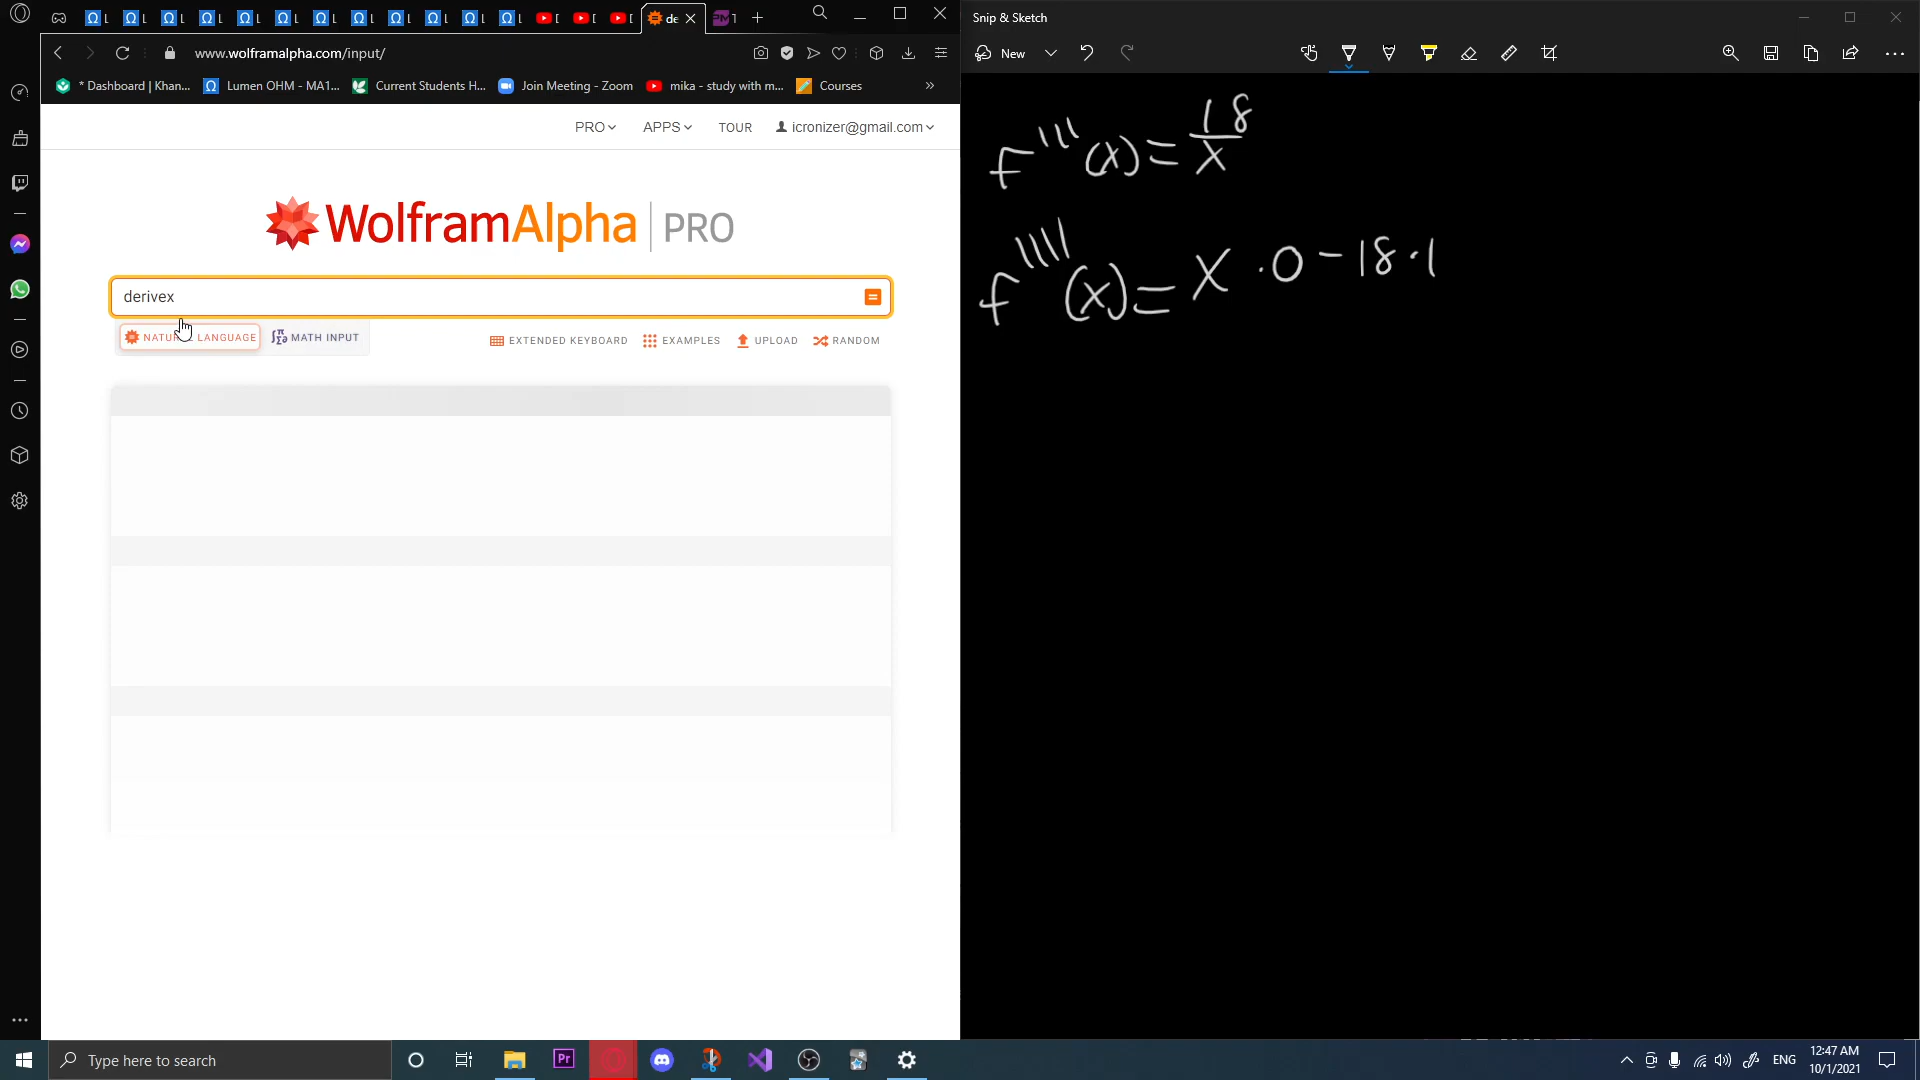 de
www.wolframalpha.com/input/
* Dashboard | Khan...
Lumen OHM - MA1...
Current Students H...
Join Meeting - Zoom
mika - study with m...
Courses
»
PRO
APPS
TOUR
icronizer@gmail.com
WolframAlpha | PRO
derivex
NATURAL LANGUAGE
MATH INPUT
EXTENDED KEYBOARD
EXAMPLES
UPLOAD
RANDOM
Snip & Sketch
New
f'''(x) = 18/x
f''''(x) = x · 0 - 18 · 1
Type here to search
Pr
ENG
12:47 AM
10/1/2021